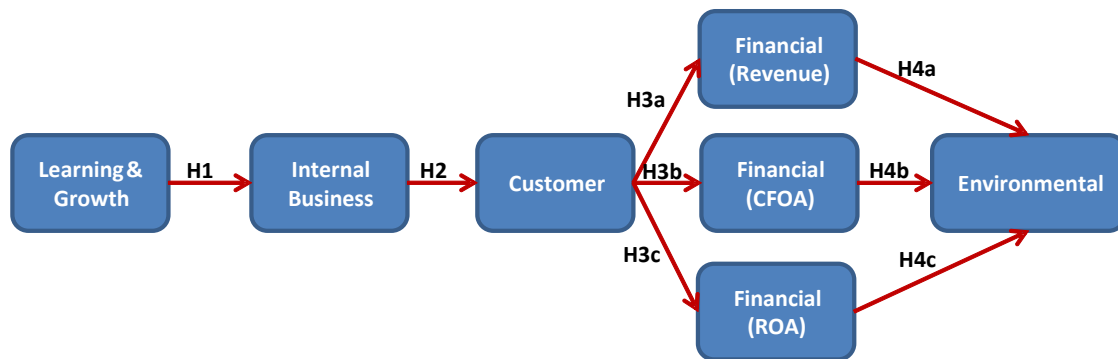 Learning &
Growth
H1
Internal
Business
H2
Customer
H3a
H3b
H3c
Financial
(Revenue)
Financial
(CFOA)
Financial
(ROA)
H4a
H4b
H4c
Environmental